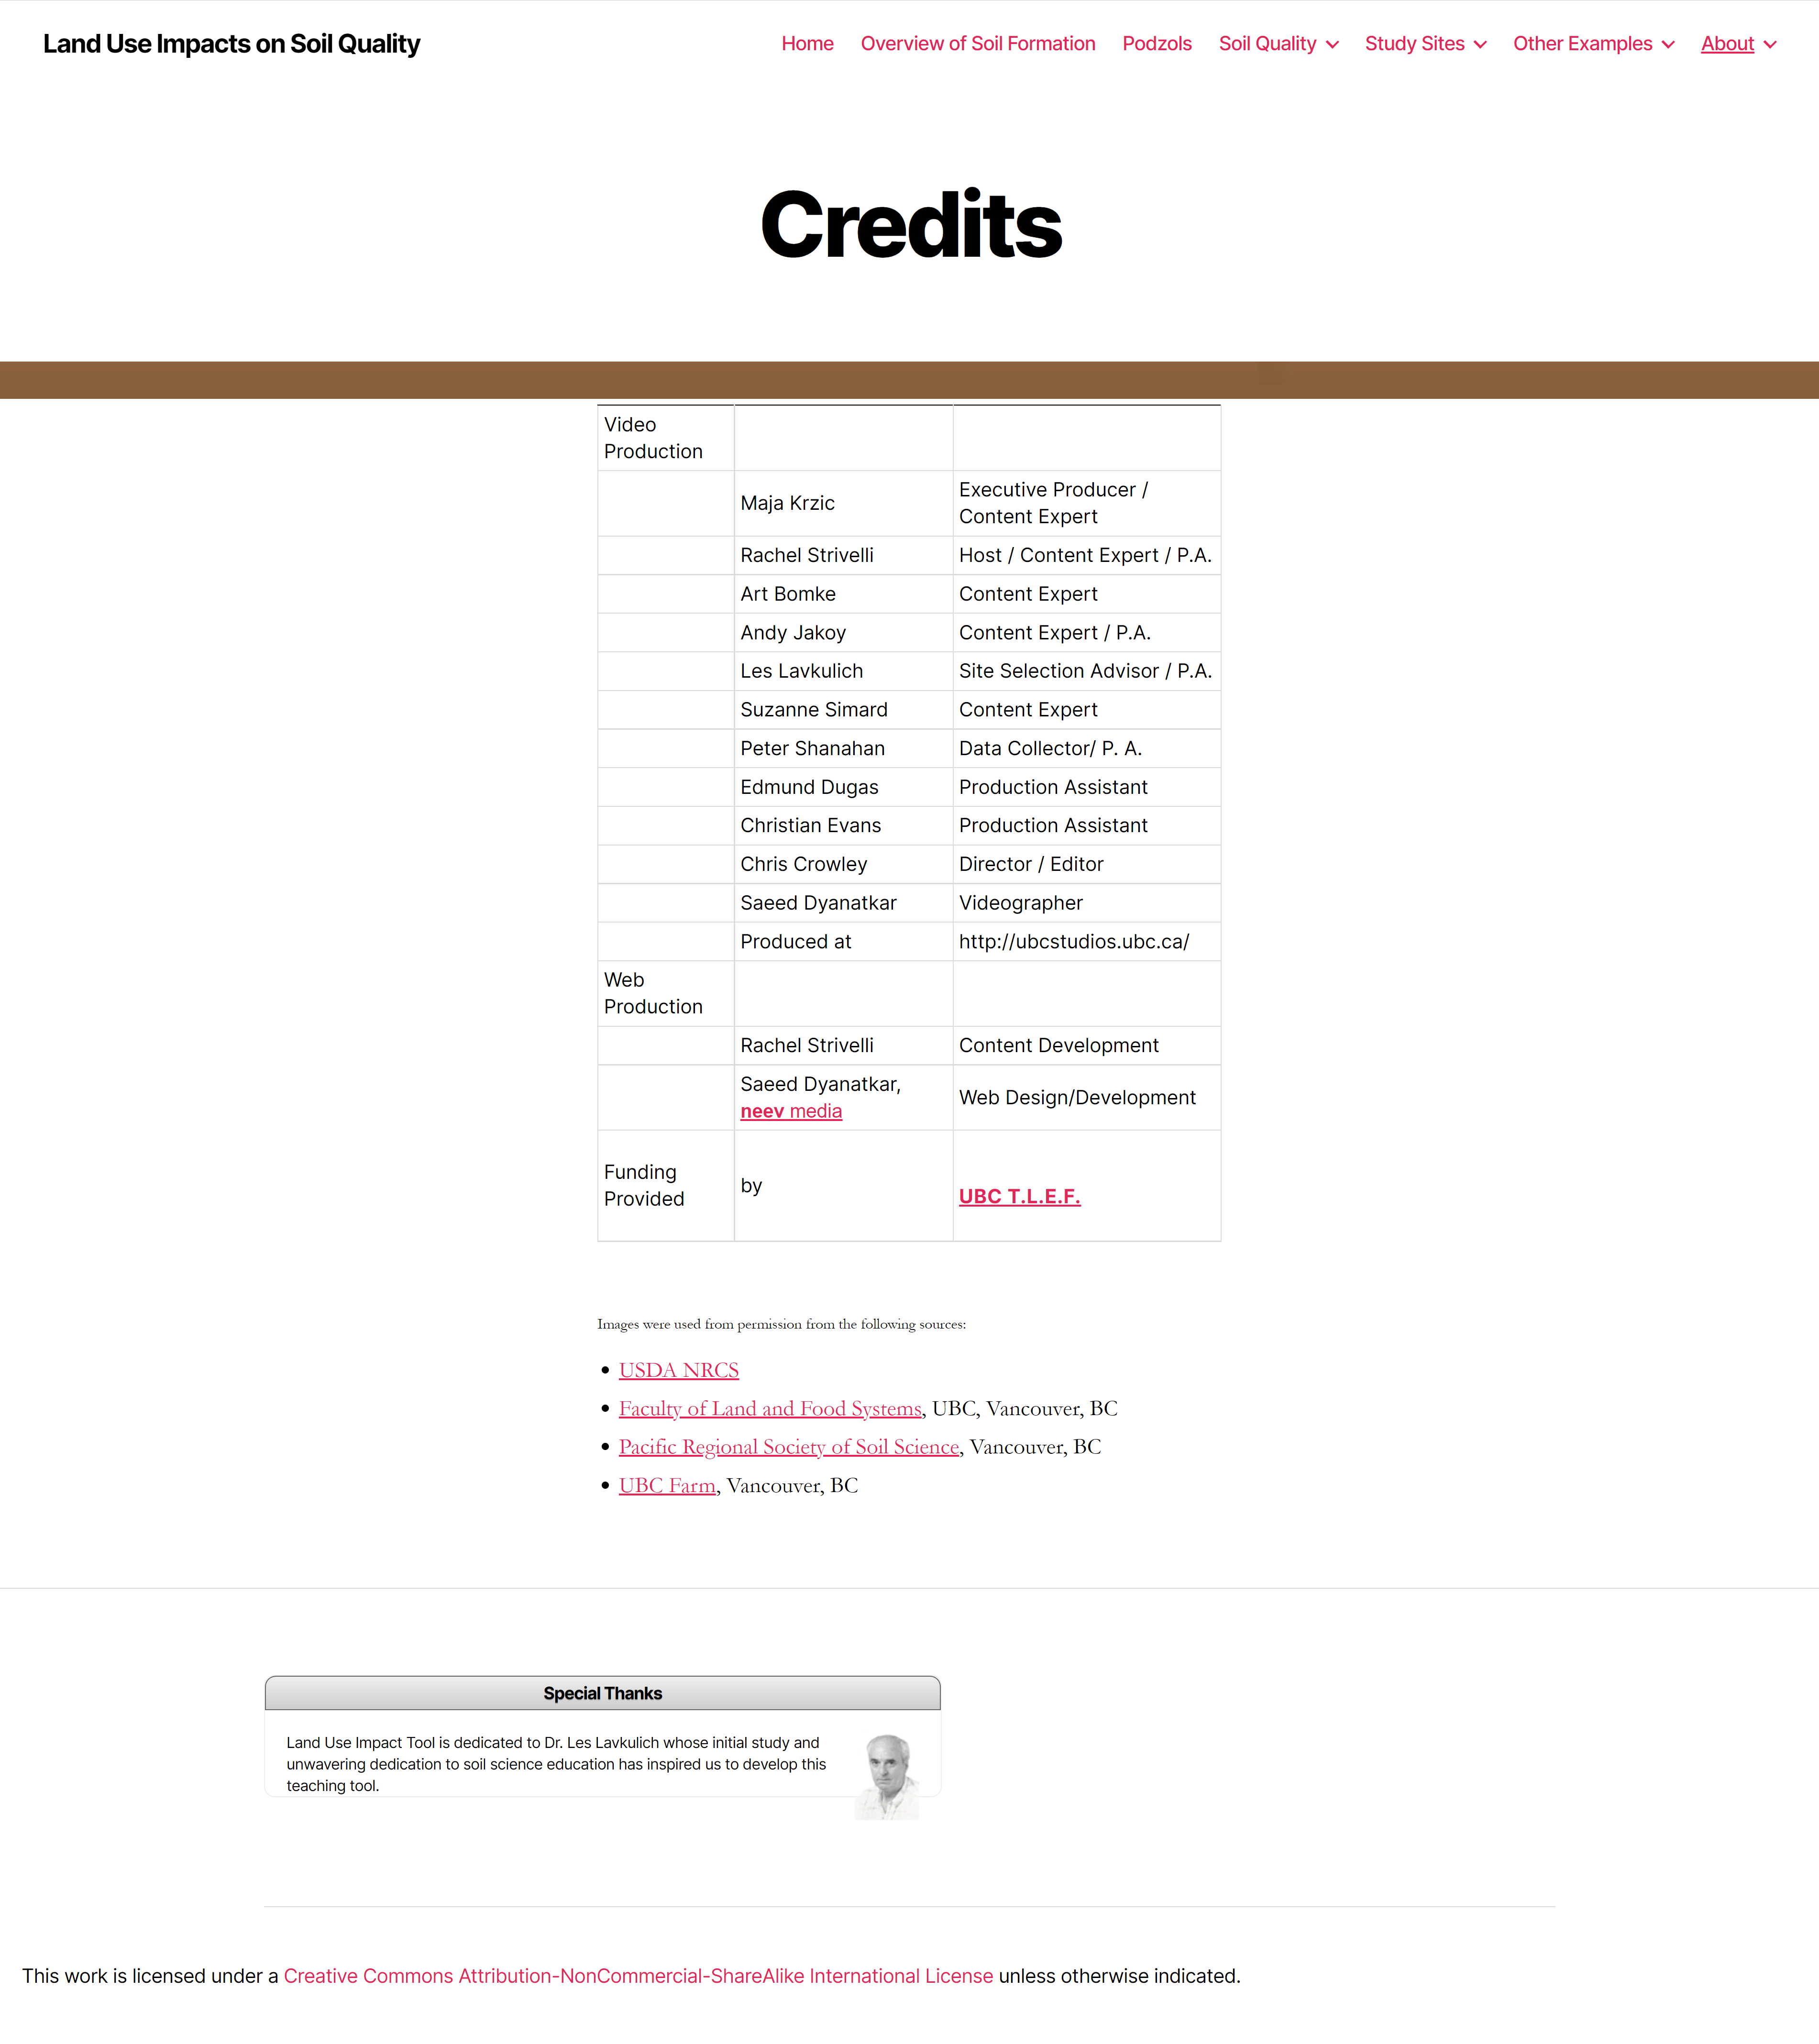 Land Use Impacts on Soil Quality
Home Overview of Soil Formation Podzols Soil Quality Study Sites Other Examples About
Credits
Video
Production
Maja Krzic
Executive Producer /
Content Expert
Rachel Strivelli Host / Content Expert / P.A.
Art Bomke Content Expert
Andy Jakoy Content Expert / P.A.
Les Lavkulich Site Selection Advisor / P.A.
Suzanne Simard Content Expert
Peter Shanahan Data Collector/ P. A.
Edmund Dugas Production Assistant
Christian Evans Production Assistant
Chris Crowley Director / Editor
Saeed Dyanatkar Videographer
Produced at http://ubcstudios.ubc.ca/
Web
Production
Rachel Strivelli Content Development
Saeed Dyanatkar,
neev media
Web Design/Development
Funding
Provided
by
UBC T.L.E.F.
Images were used from permission from the following sources:
• USDA NRCS
• Faculty of Land and Food Systems, UBC, Vancouver, BC
• Pacific Regional Society of Soil Science, Vancouver, BC
• UBC Farm, Vancouver, BC
Special Thanks
Land Use Impact Tool is dedicated to Dr. Les Lavkulich whose initial study and
unwavering dedication to soil science education has inspired us to develop this
teaching tool.
This work is licensed under a Creative Commons Attribution-NonCommercial-ShareAlike International License unless otherwise indicated.